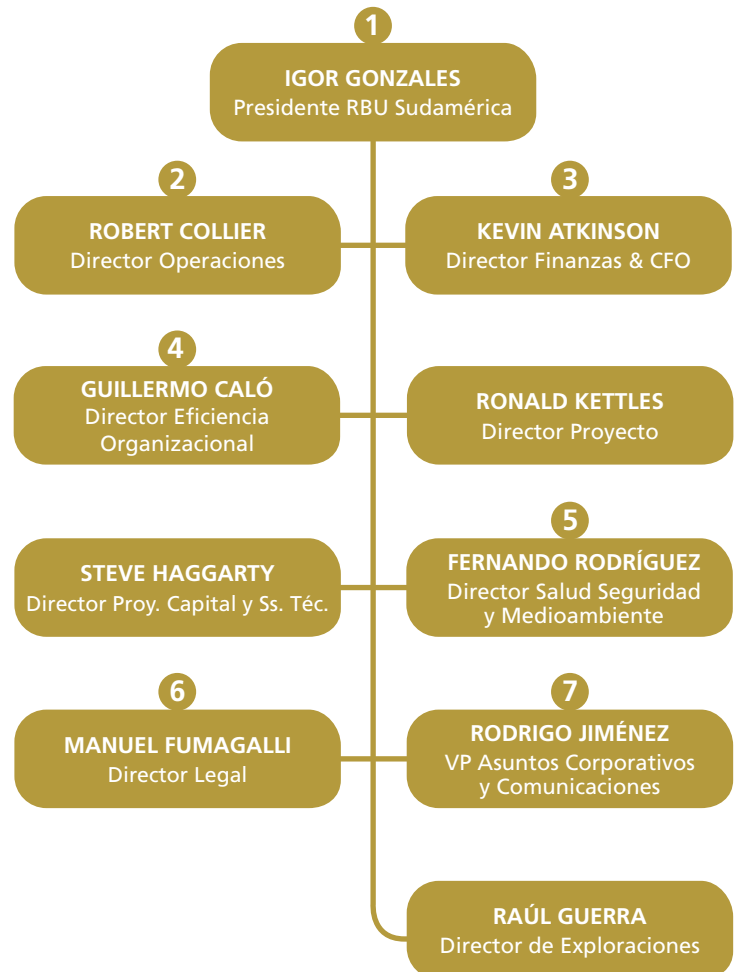 1
IGOR GONZALES
Presidente RBU Sudamérica
2
ROBERT COLLIER
Director Operaciones
3
KEVIN ATKINSON
Director Finanzas & CFO
4
GUILLERMO CALÓ
Director Eficiencia
Organizacional
RONALD KETTLES
Director Proyecto
STEVE HAGGARTY
Director Proy. Capital y Ss. Téc.
5
FERNANDO RODRÍGUEZ
Director Salud Seguridad
y Medioambiente
6
MANUEL FUMAGALLI
Director Legal
7
RODRIGO JIMÉNEZ
VP Asuntos Corporativos
y Comunicaciones
RAÚL GUERRA
Director de Exploraciones